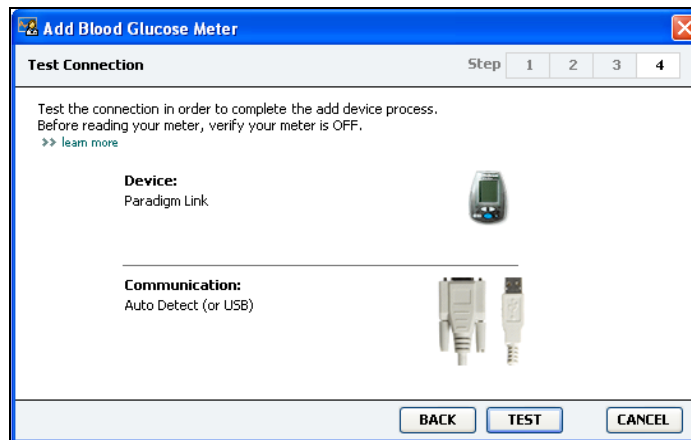 Add Blood Glucose Meter
Test Connection
Step 1 2 3 4
Test the connection in order to complete the add device process.
Before reading your meter, verify your meter is OFF.
>> learn more
Device:
Paradigm Link
Communication:
Auto Detect (or USB)
BACK TEST CANCEL